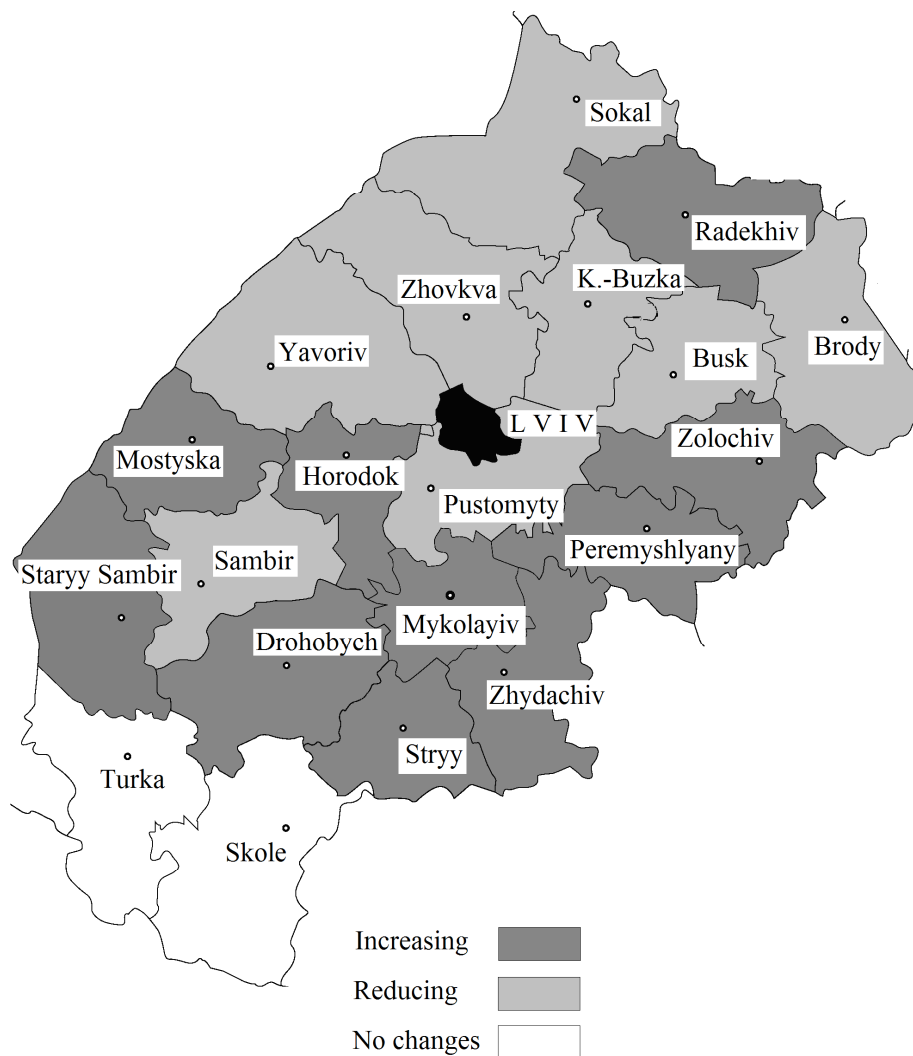 Sokal
Radekhiv
K.-Buzka
Zhovkva
Yavoriv
Busk
Brody
L V I V
Zolochiv
Mostyska
Horodok
Pustomyty
Peremyshlyany
Sambir
Staryy Sambir
Mykolayiv
Drohobych
Zhydachiv
Stryy
Turka
Skole
Increasing
Reducing
No changes